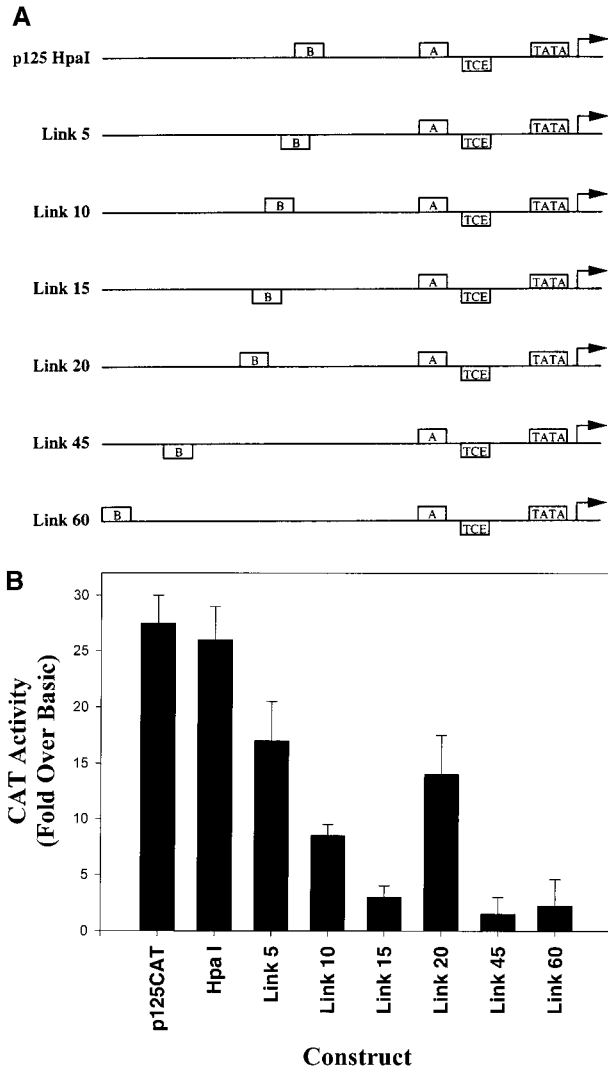 A
p125 HpaI B A TCE TATA
Link 5 B A TCE TATA
Link 10 B A TCE TATA
Link 15 B A TCE TATA
Link 20 B A TCE TATA
Link 45 B A TCE TATA
Link 60 B A TCE TATA
B
CAT Activity
(Fold Over Basic)
30
25
20
15
10
5
0
p125CAT
Hpa I
Link 5
Link 10
Link 15
Link 20
Link 45
Link 60
Construct